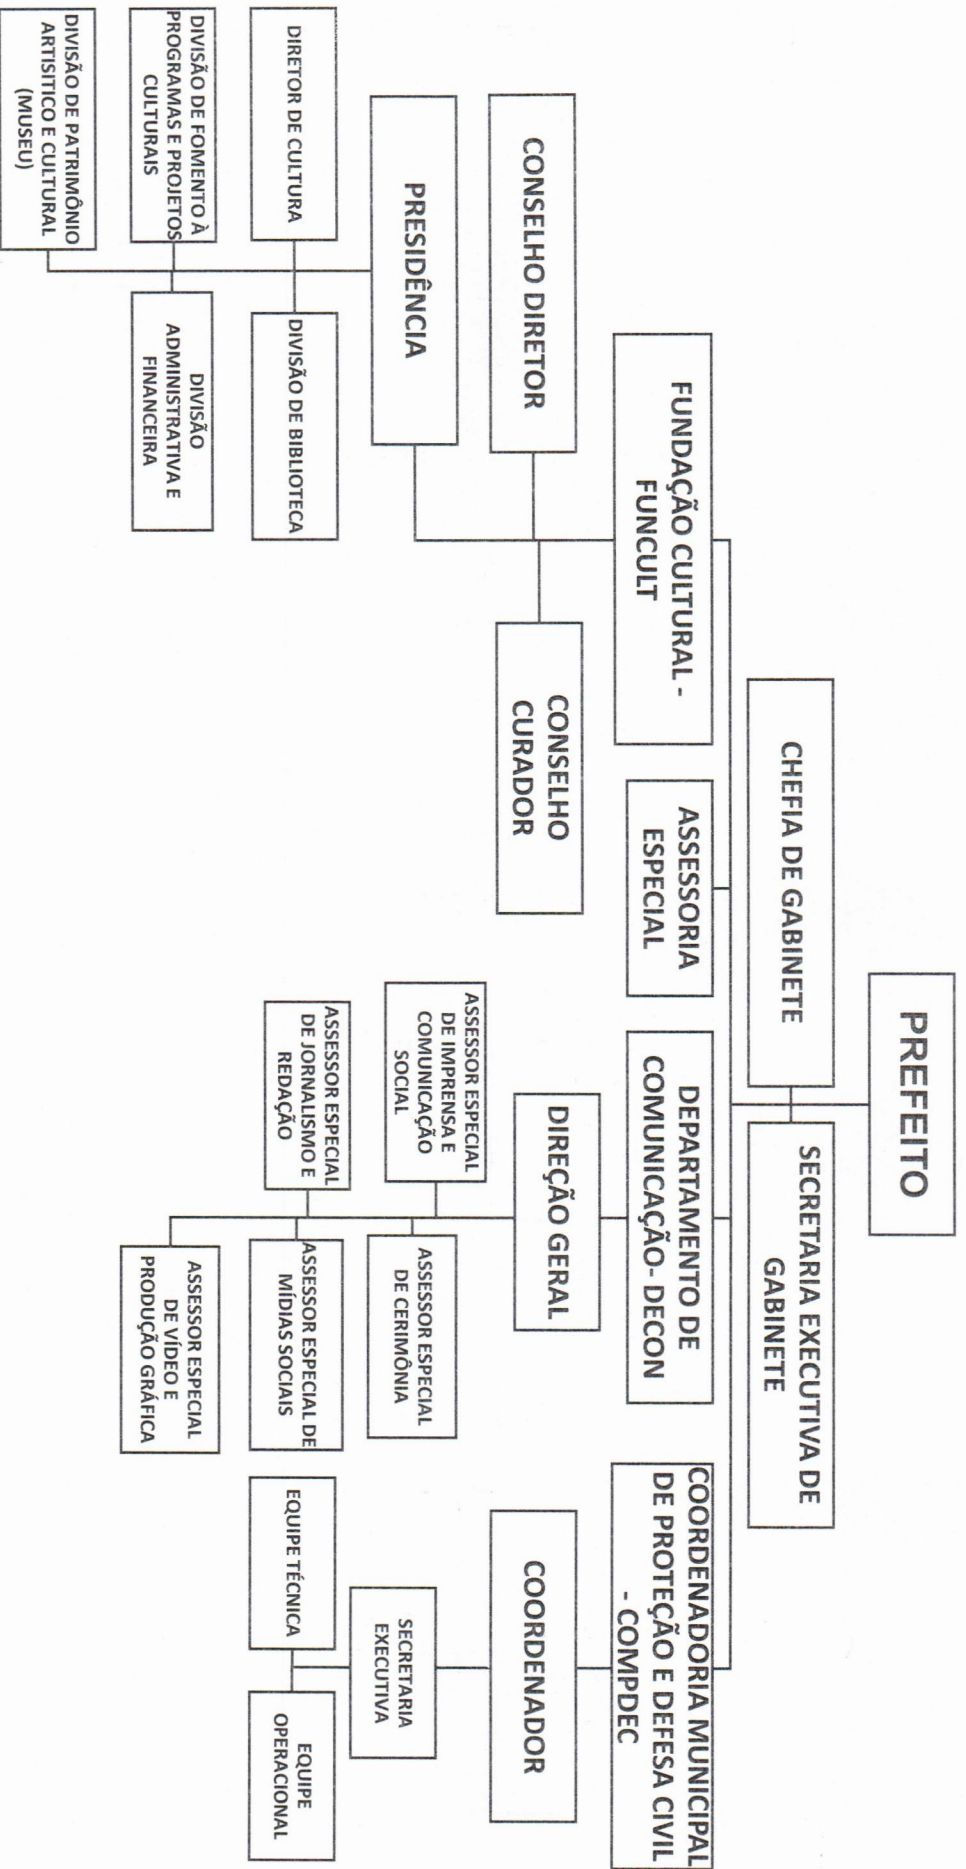 PREFEITO
CHEFIA DE GABINETE
SECRETARIA EXECUTIVA DE
GABINETE
FUNDAÇÃO CULTURAL -
FUNCULT
ASSESSORIA
ESPECIAL
DEPARTAMENTO DE
COMUNICAÇÃO- DECON
COORDENADORIA MUNICIPAL
DE PROTEÇÃO E DEFESA CIVIL
- COMPDEC
CONSELHO DIRETOR
CONSELHO
CURADOR
DIREÇÃO GERAL
COORDENADOR
PRESIDÊNCIA
ASSESSOR ESPECIAL
DE IMPRENSA E
COMUNICAÇÃO
SOCIAL
ASSESSOR ESPECIAL
DE CERIMÔNIA
SECRETARIA
EXECUTIVA
DIRETOR DE CULTURA
DIVISÃO DE BIBLIOTECA
ASSESSOR ESPECIAL
DE JORNALISMO E
REDAÇÃO
ASSESSOR ESPECIAL DE
MÍDIAS SOCIAIS
EQUIPE TÉCNICA
EQUIPE
OPERACIONAL
DIVISÃO DE FOMENTO À
PROGRAMAS E PROJETOS
CULTURAIS
DIVISÃO
ADMINISTRATIVA E
FINANCEIRA
ASSESSOR ESPECIAL
DE VÍDEO E
PRODUÇÃO GRÁFICA
DIVISÃO DE PATRIMÔNIO
ARTISITICO E CULTURAL
(MUSEU)